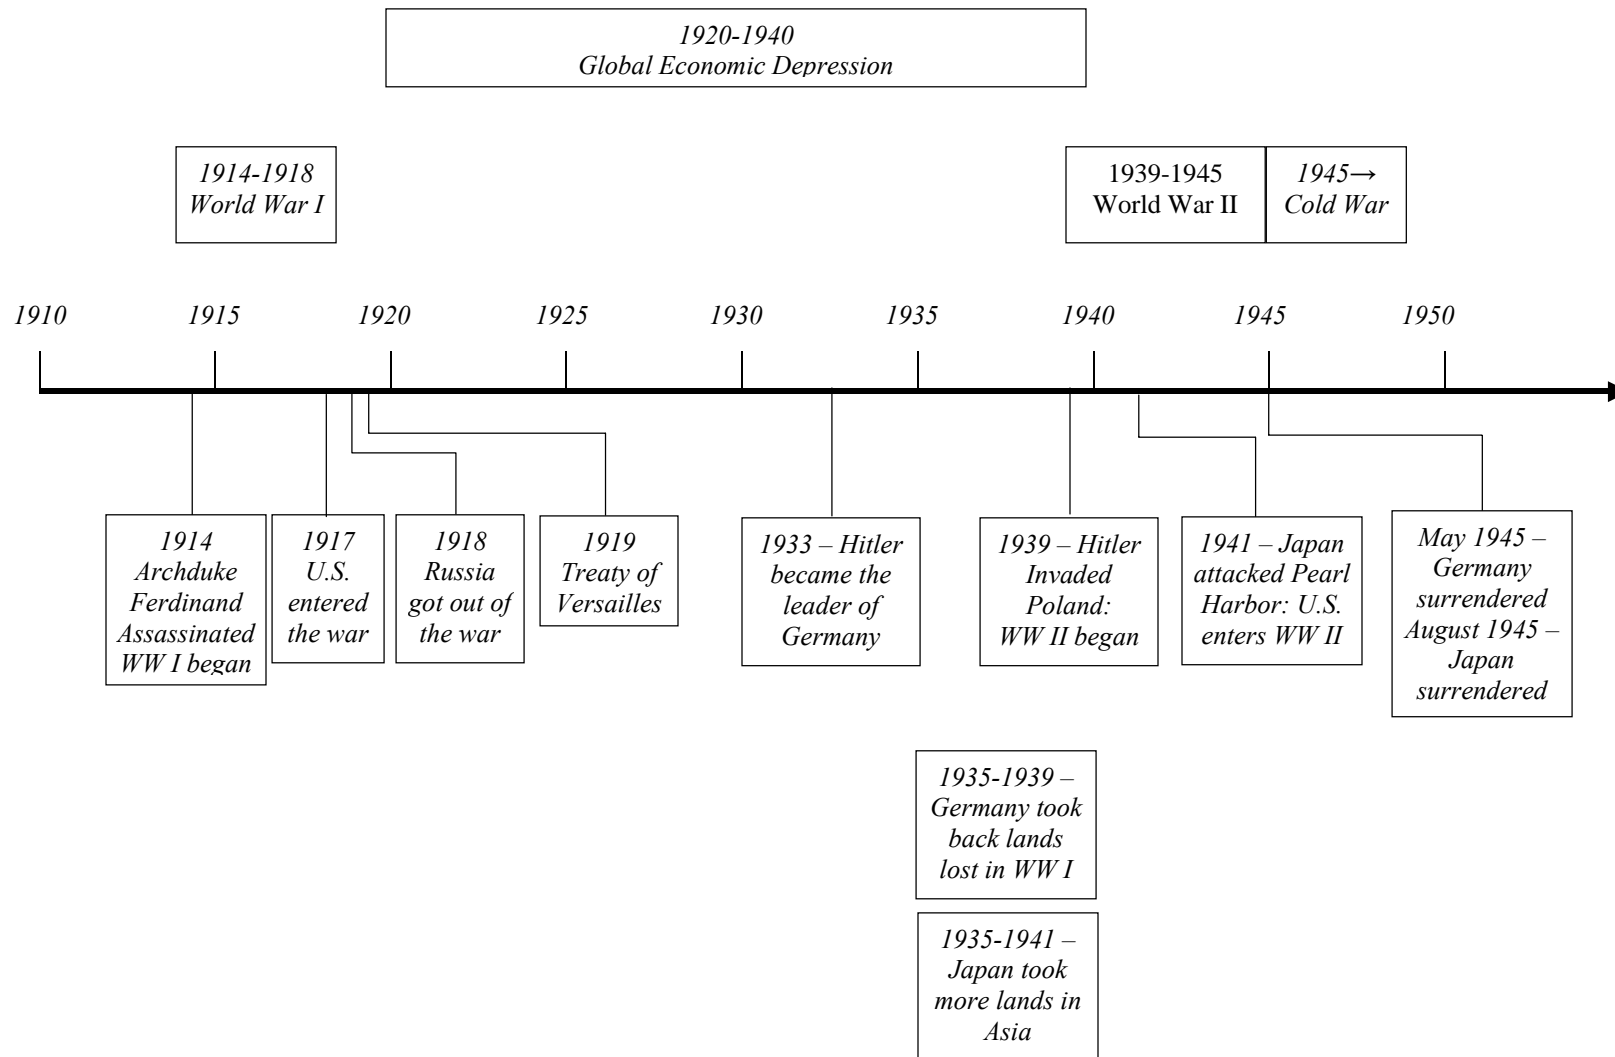 1920-1940
Global Economic Depression
1914-1918
World War I
1939-1945
World War II
1945→
Cold War
1910
1915
1920
1925
1930
1935
1940
1945
1950
1914
Archduke
Ferdinand
Assassinated
WW I began
1917
U.S.
entered
the war
1918
Russia
got out of
the war
1919
Treaty of
Versailles
1933 – Hitler
became the
leader of
Germany
1939 – Hitler
Invaded
Poland:
WW II began
1941 – Japan
attacked Pearl
Harbor: U.S.
enters WW II
May 1945 –
Germany
surrendered
August 1945 –
Japan
surrendered
1935-1939 –
Germany took
back lands
lost in WW I
1935-1941 –
Japan took
more lands in
Asia